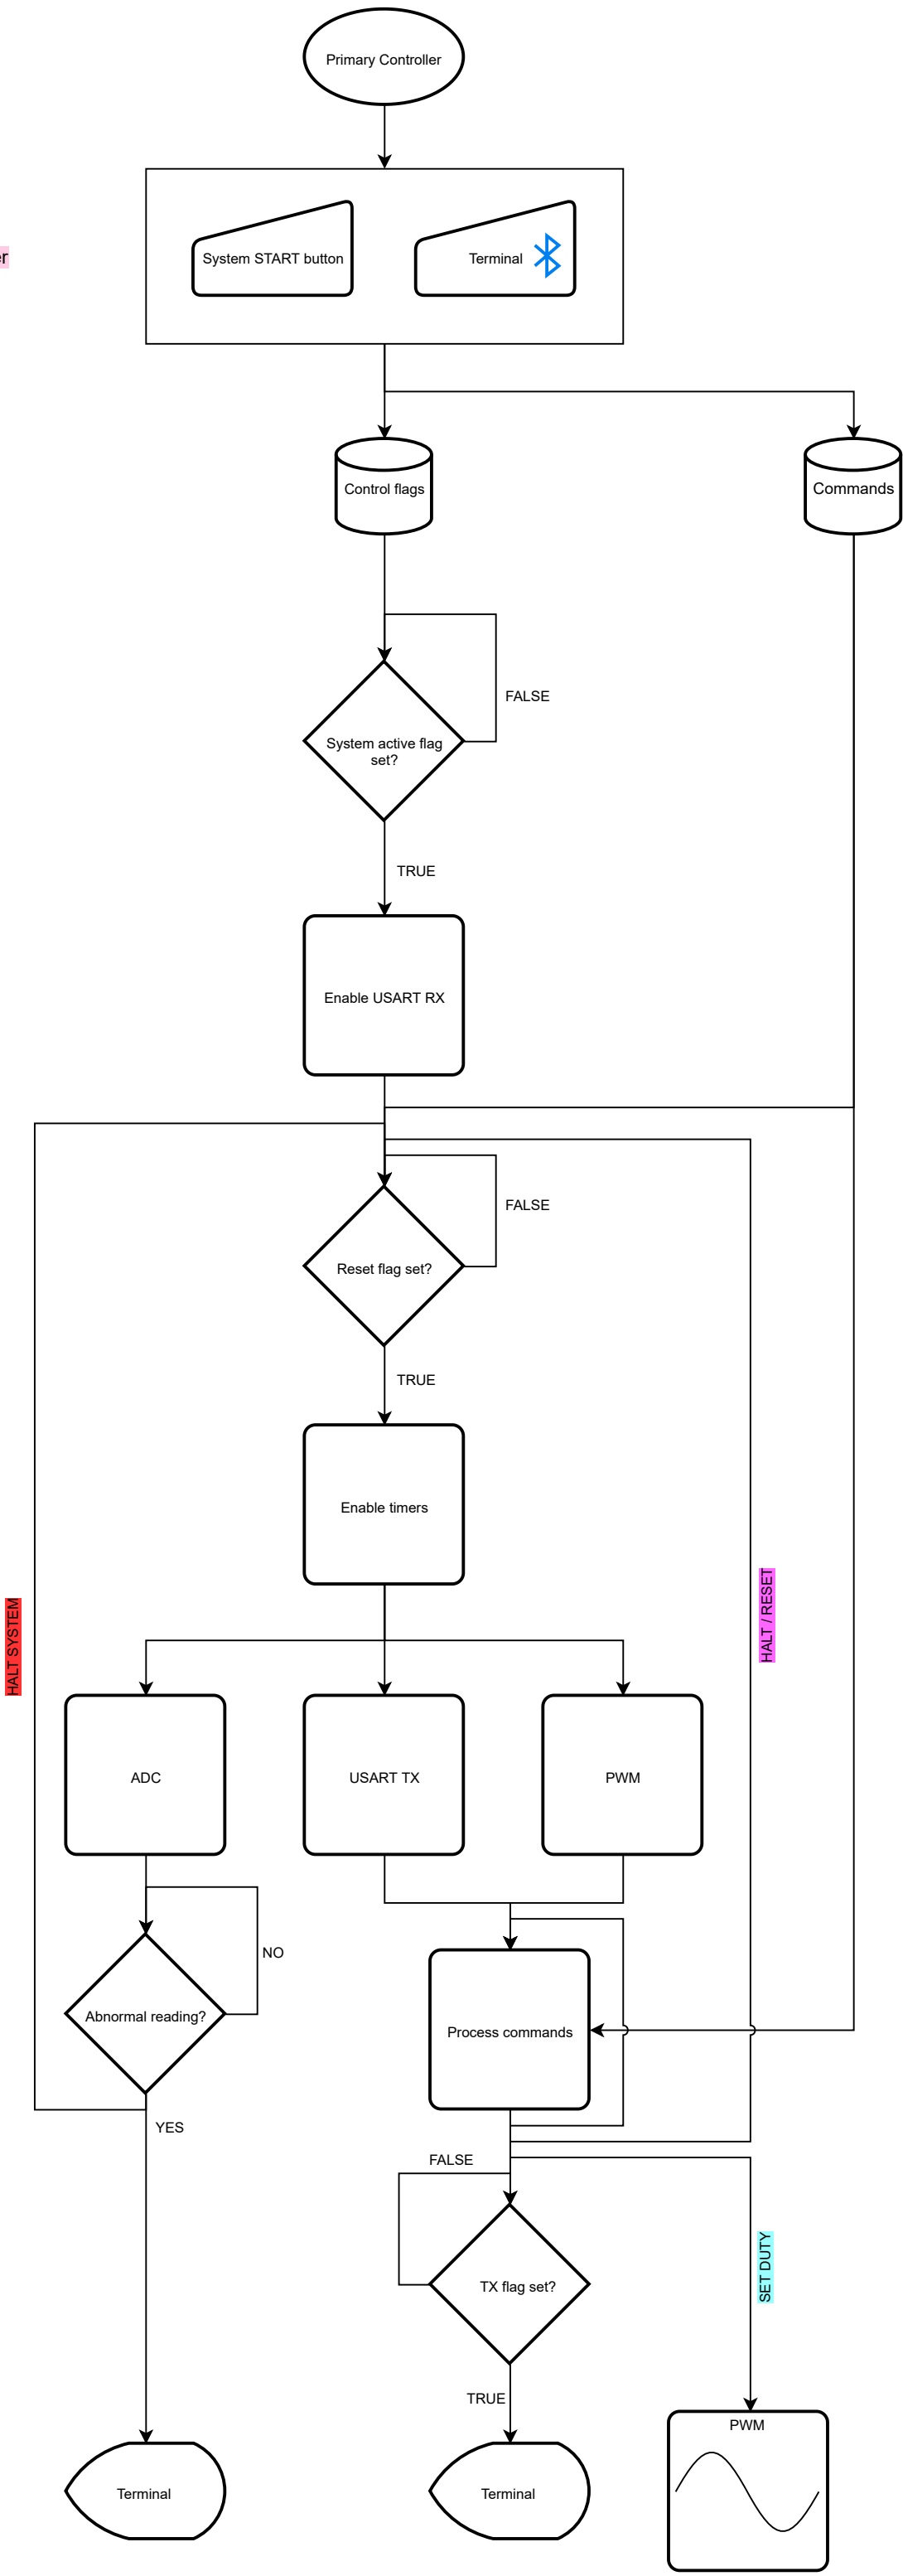 Primary Controller
System START button
Terminal
er
Control flags
Commands
FALSE
System active flag
set?
TRUE
Enable USART RX
FALSE
Reset flag set?
TRUE
Enable timers
HALT SYSTEM
HALT / RESET
ADC
USART TX
PWM
NO
Abnormal reading?
Process commands
YES
FALSE
SET DUTY
TX flag set?
TRUE
PWM
Terminal
Terminal